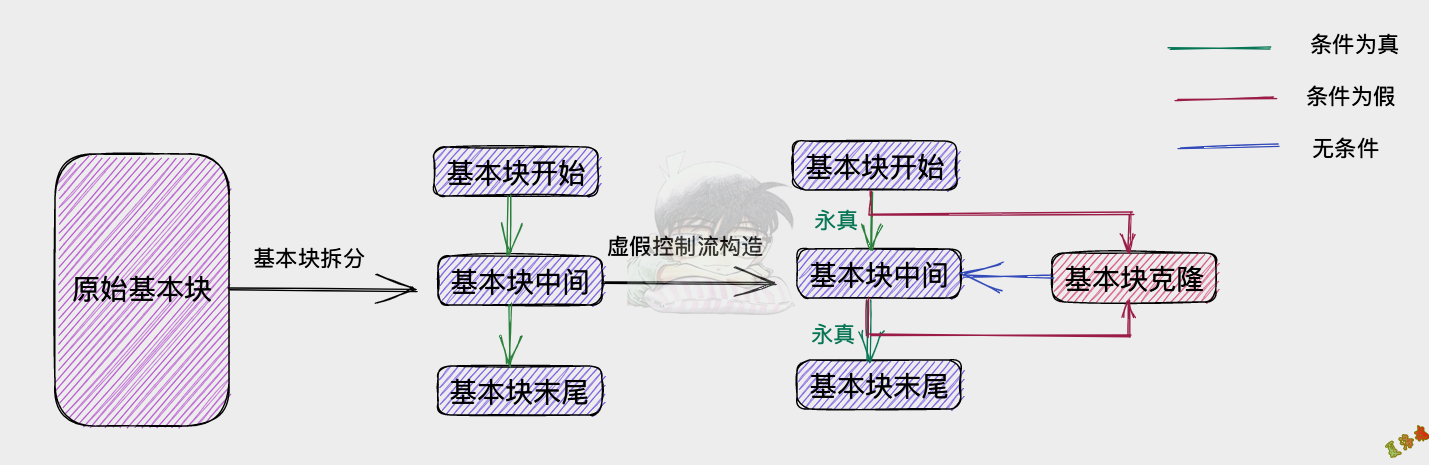 条件为真
条件为假
无条件
原始基本块
基本块拆分
基本块开始
基本块中间
基本块末尾
虚假控制流构造
基本块开始
永真
基本块中间
基本块克隆
永真
基本块末尾